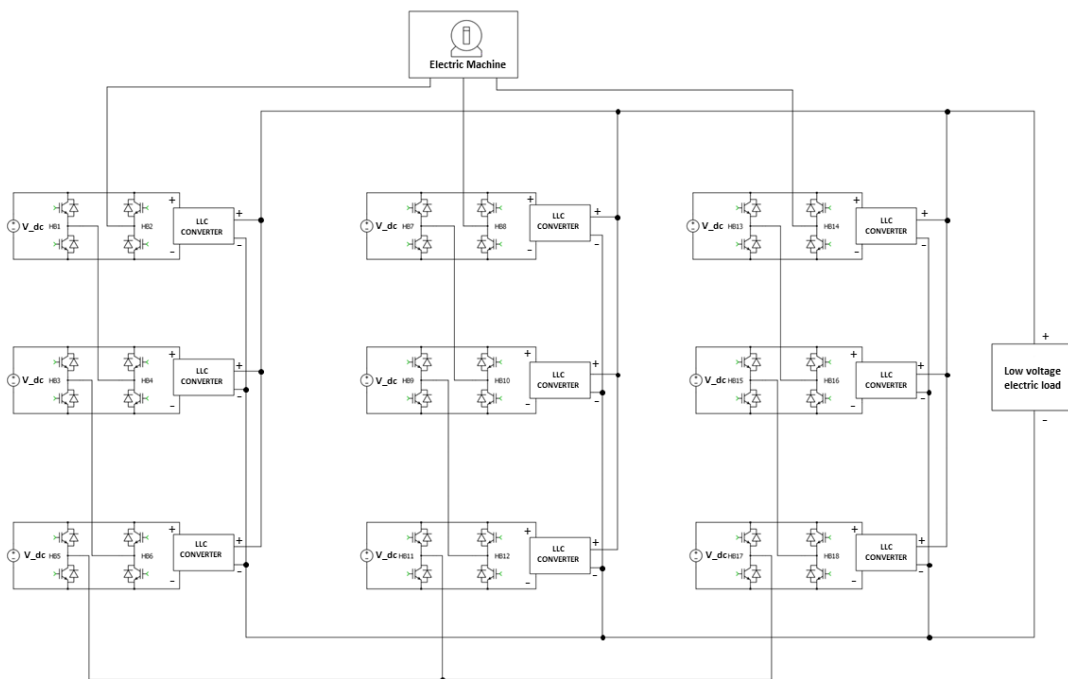 Electric Machine
+ + +
+ + +
V_dc HB1 HB2 LLC V_dc HB7 HB8 LLC V_dc HB13 HB14 LLC
CONVERTER CONVERTER CONVERTER
- - -
- - -
+ + + +
+ + +
V_dc HB3 HB4 LLC V_dc HB9 HB10 LLC V_dc HB15 HB16 LLC Low voltage
CONVERTER CONVERTER CONVERTER electric load
- - -
- - - -
+ + +
+ + +
V_dc HB5 HB6 LLC V_dc HB11 HB12 LLC V_dc HB17 HB18 LLC
CONVERTER CONVERTER CONVERTER
- - -
- - -